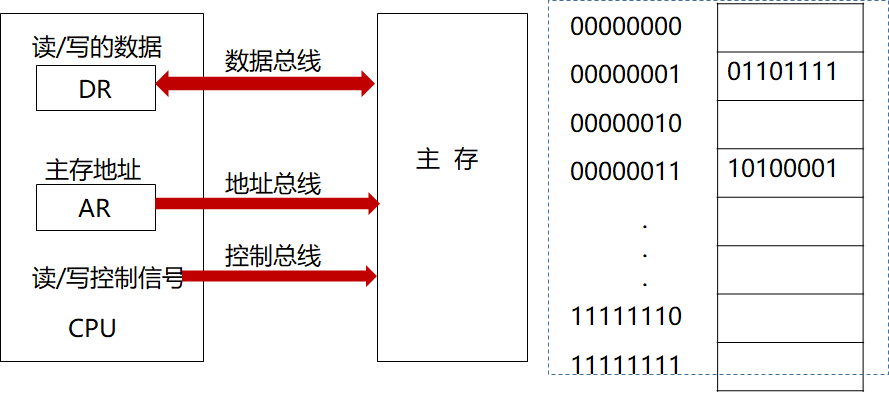 读/写的数据
DR
数据总线
主存地址
AR
地址总线
读/写控制信号
控制总线
CPU
主 存
00000000
00000001 01101111
00000010
00000011 10100001
.
.
.
11111110
11111111